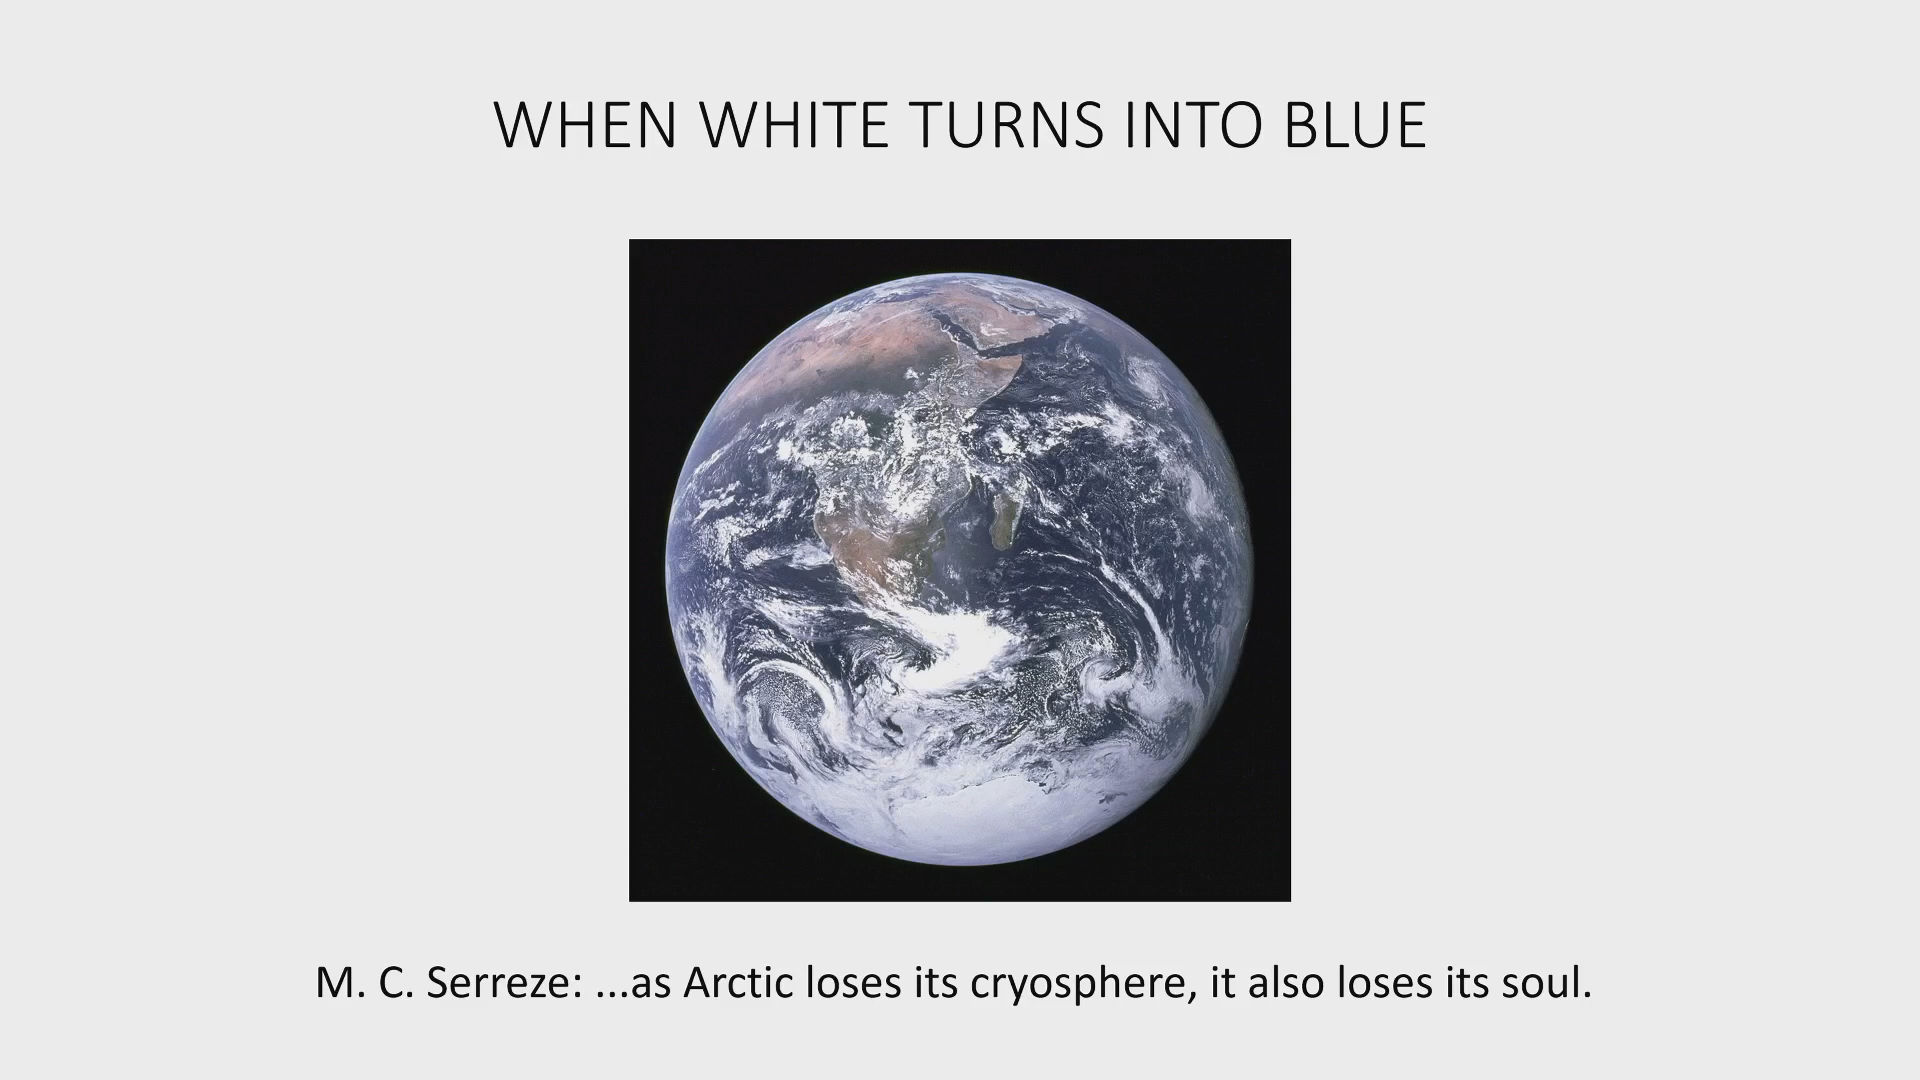 WHEN WHITE TURNS INTO BLUE
M. C. Serreze: ...as Arctic loses its cryosphere, it also loses its soul.